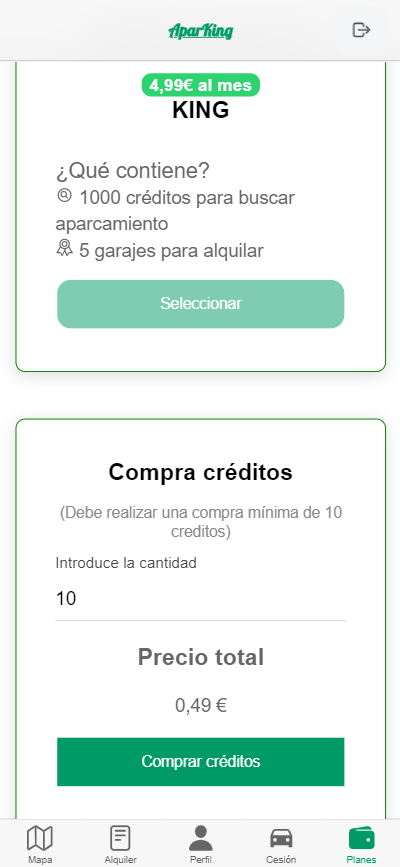 AparKing
4,99€ al mes
KING
¿Qué contiene?
1000 créditos para buscar
aparcamiento
5 garajes para alquilar
Seleccionar
Compra créditos
(Debe realizar una compra mínima de 10
creditos)
Introduce la cantidad
10
Precio total
0,49 €
Comprar créditos
Mapa
Alquiler
Perfil
Cesión
Planes